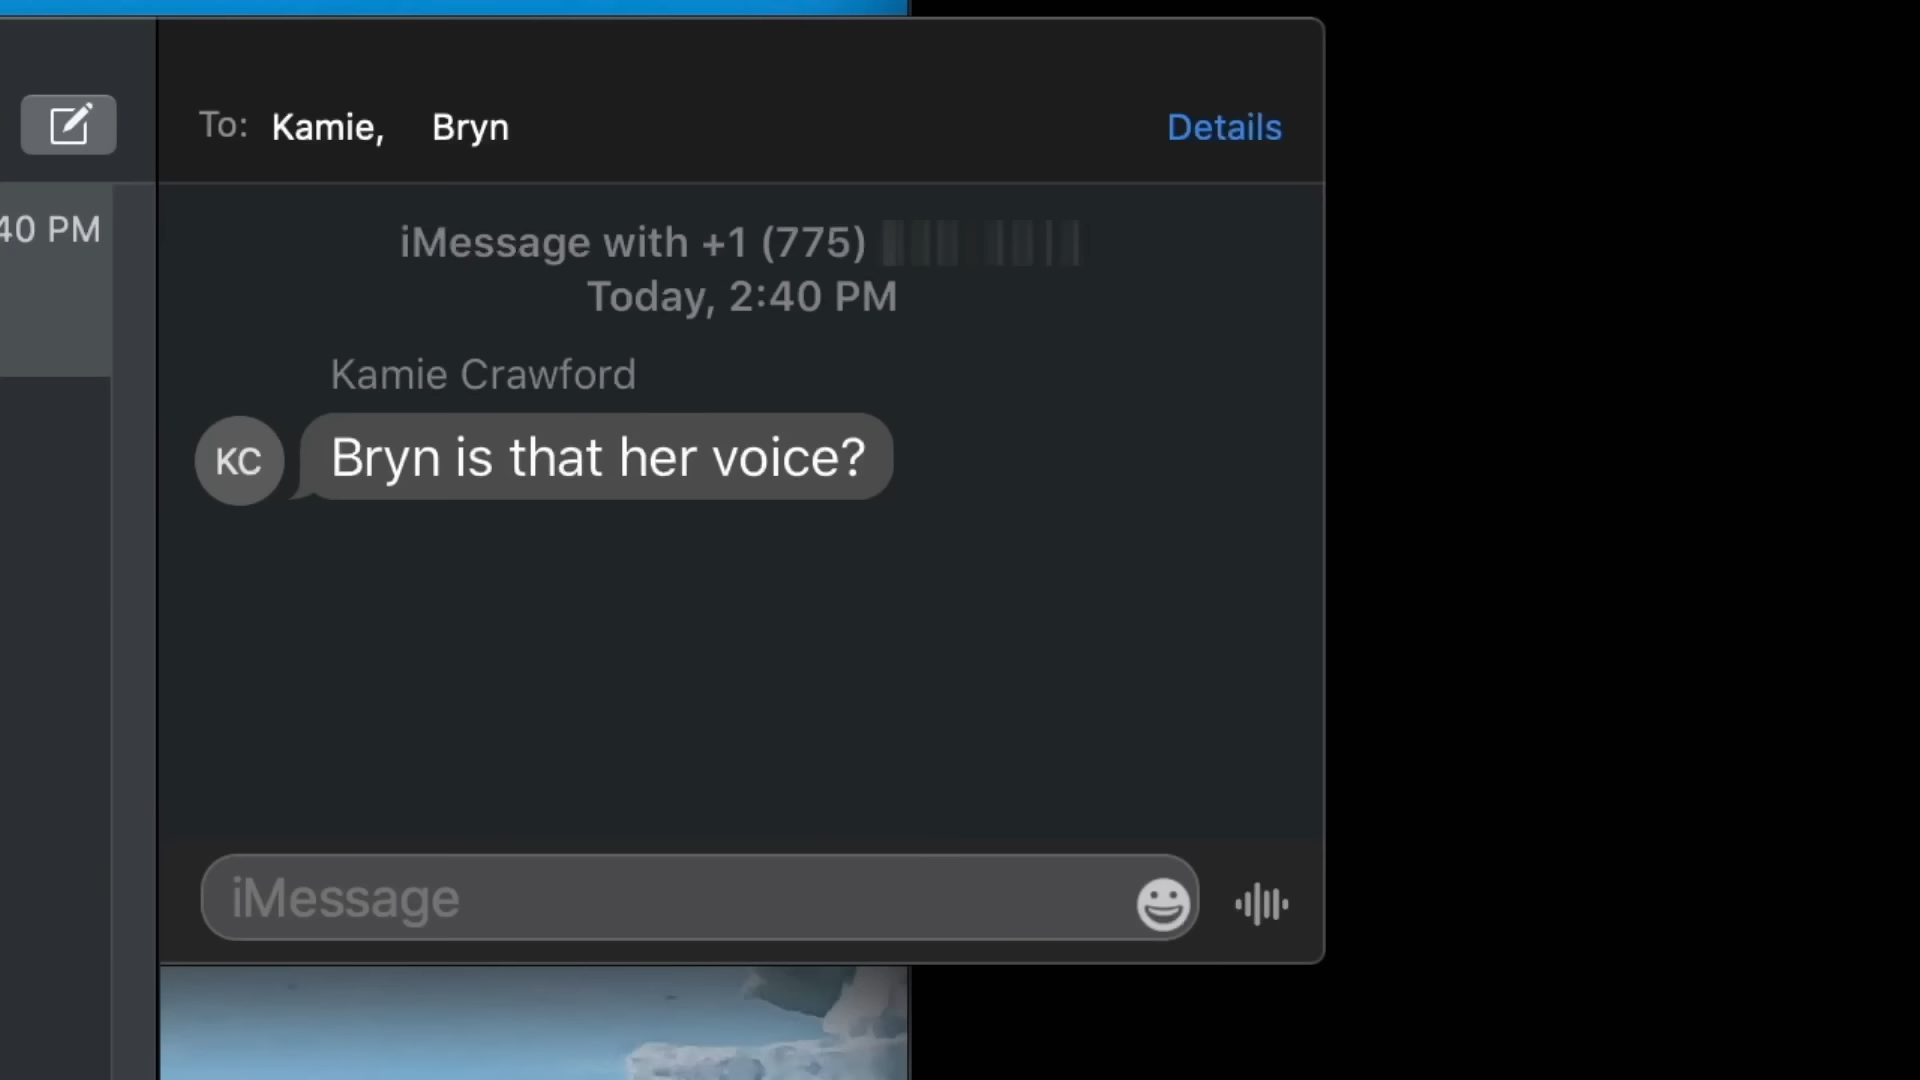 To: Kamie, Bryn
Details
40 PM
iMessage with +1 (775)
Today, 2:40 PM
Kamie Crawford
KC
Bryn is that her voice?
iMessage